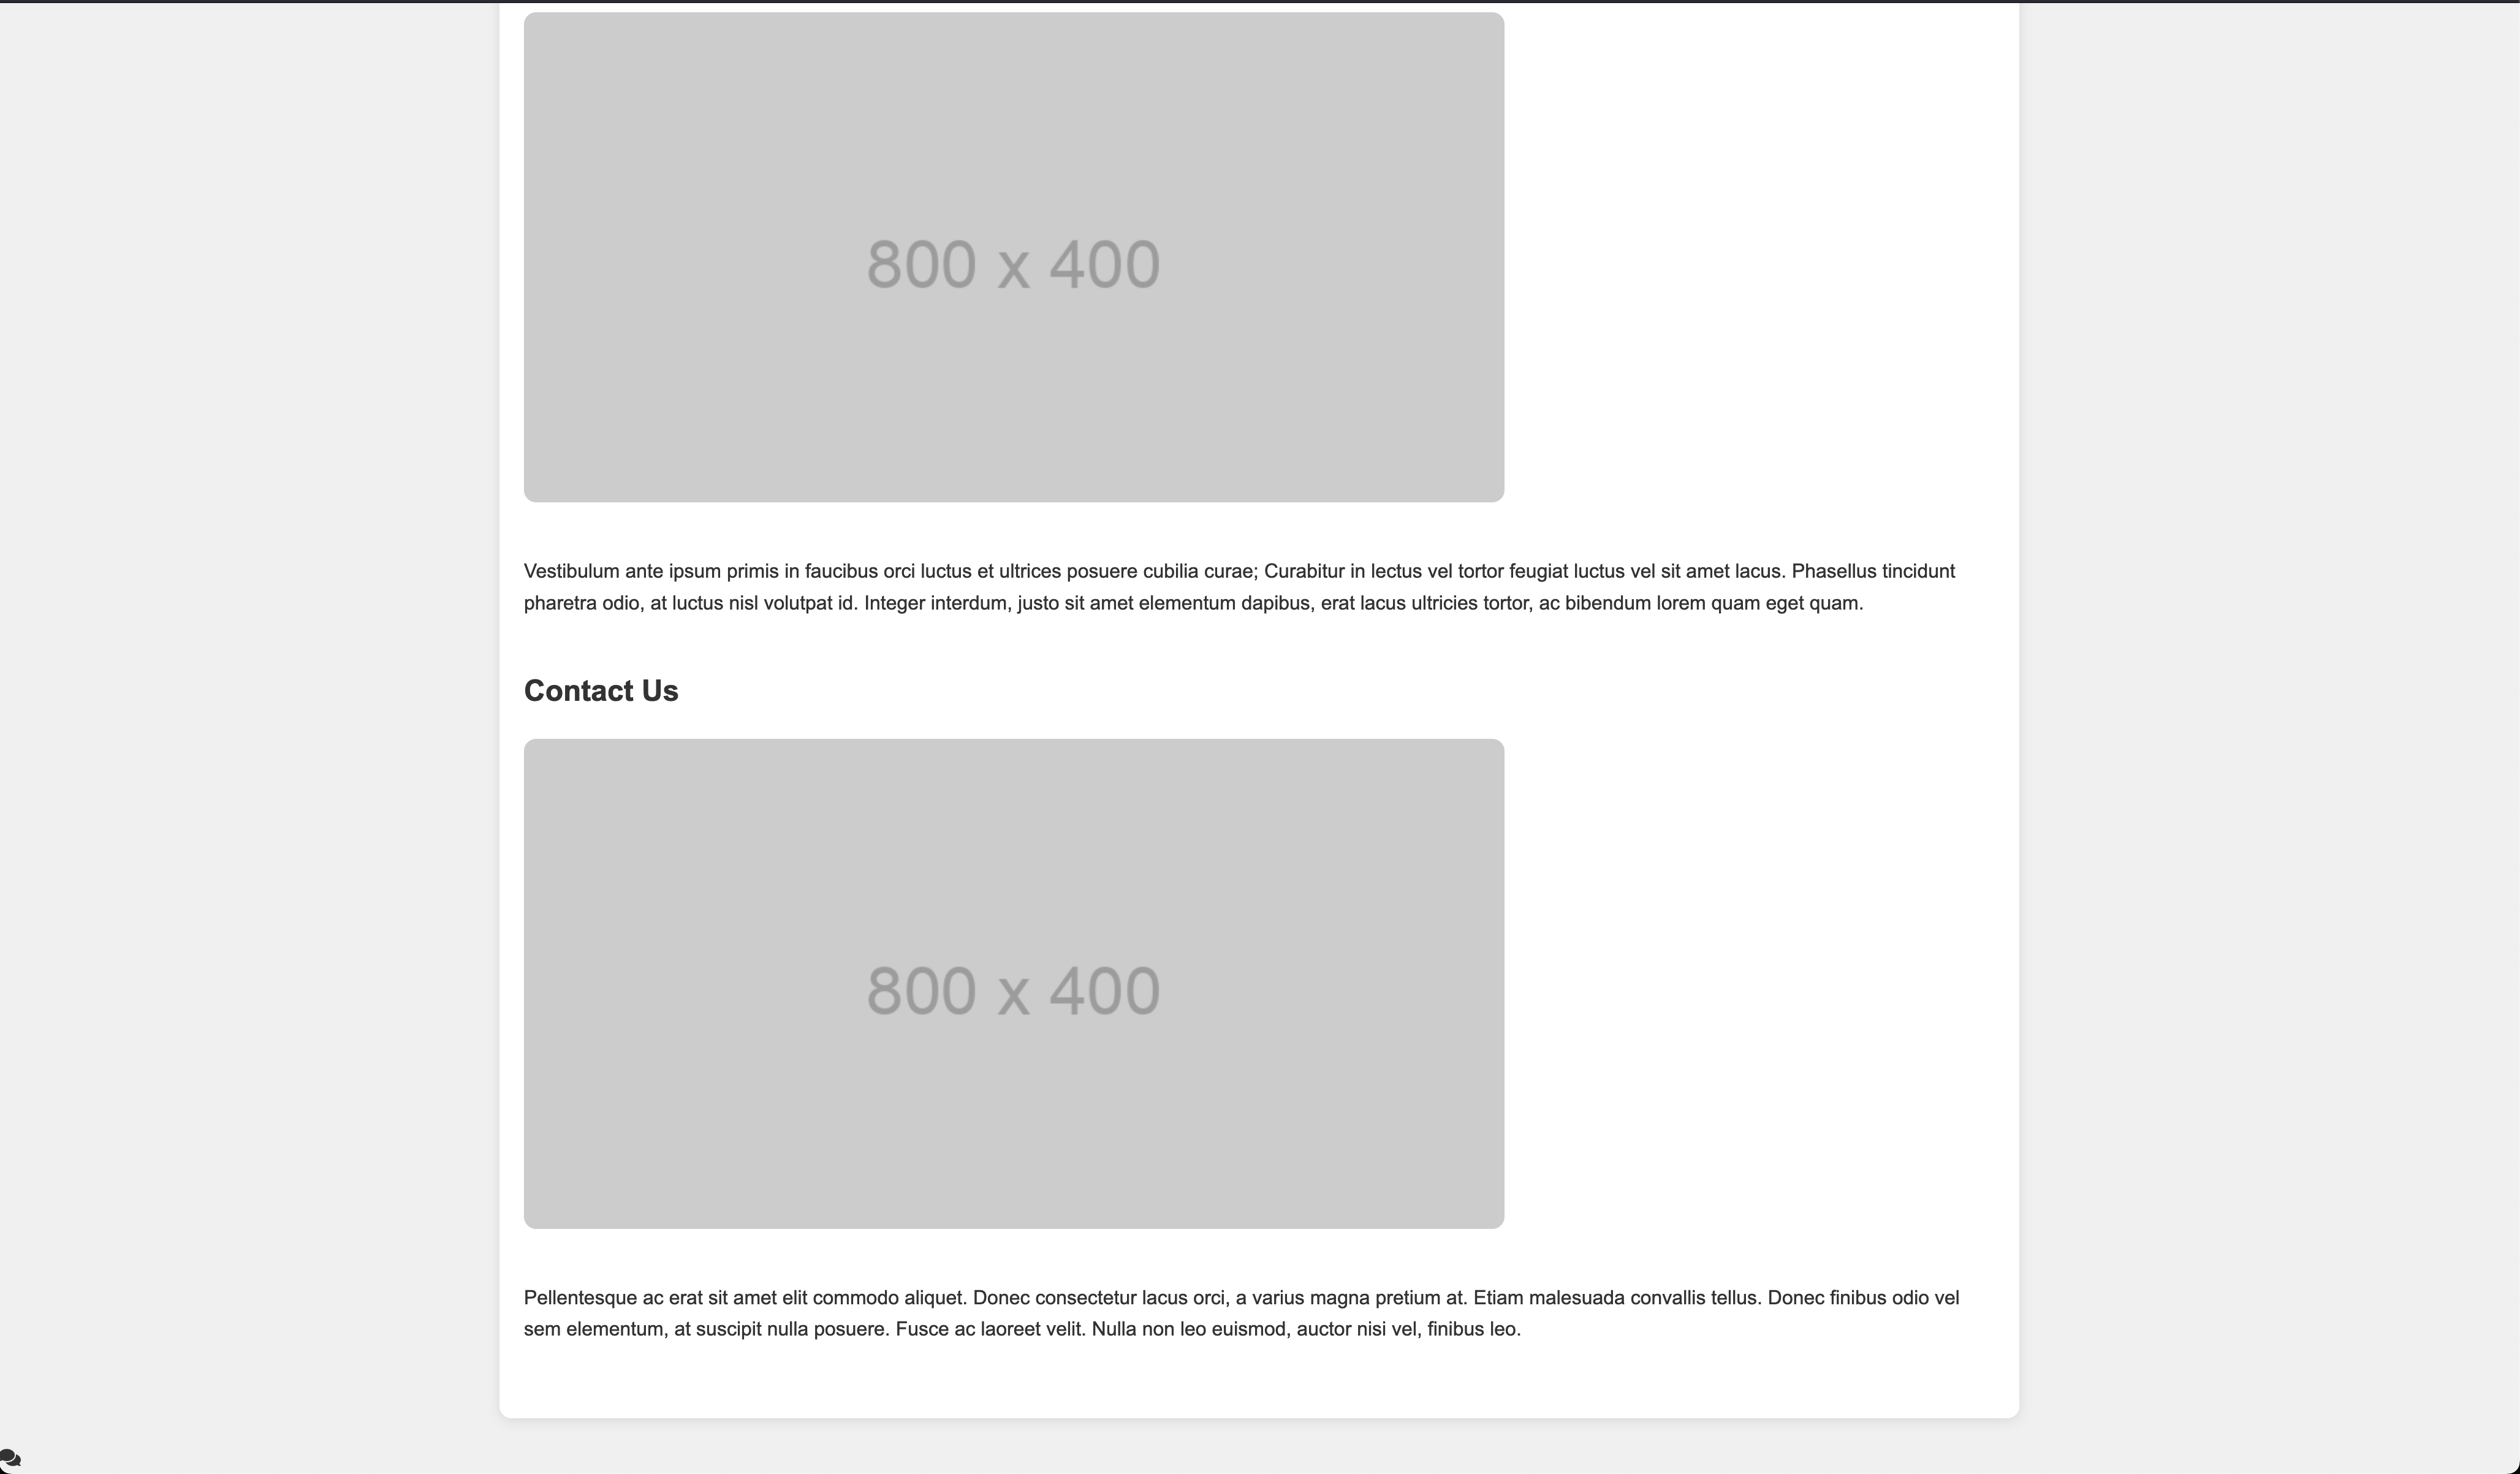 800 x 400
Vestibulum ante ipsum primis in faucibus orci luctus et ultrices posuere cubilia curae; Curabitur in lectus vel tortor feugiat luctus vel sit amet lacus. Phasellus tincidunt
pharetra odio, at luctus nisl volutpat id. Integer interdum, justo sit amet elementum dapibus, erat lacus ultricies tortor, ac bibendum lorem quam eget quam.
Contact Us
800 x 400
Pellentesque ac erat sit amet elit commodo aliquet. Donec consectetur lacus orci, a varius magna pretium at. Etiam malesuada convallis tellus. Donec finibus odio vel
sem elementum, at suscipit nulla posuere. Fusce ac laoreet velit. Nulla non leo euismod, auctor nisi vel, finibus leo.